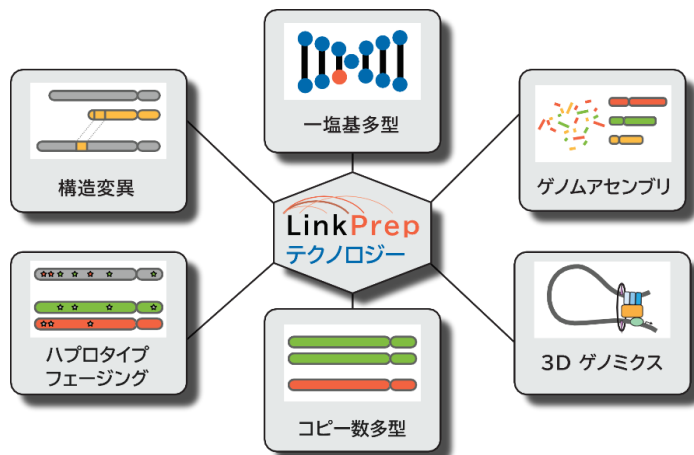 一塩基多型
構造変異
ゲノムアセンブリ
LinkPrep
テクノロジー
ハプロタイプ
フェージング
3D ゲノミクス
コピー数多型